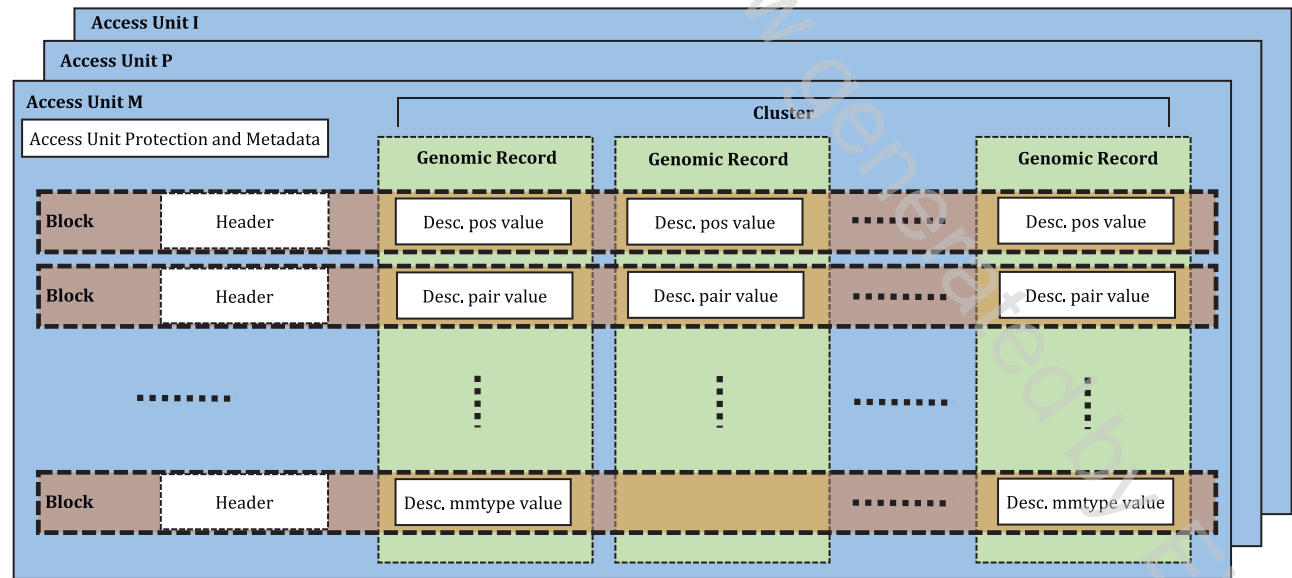 Access Unit I
Access Unit P
Access Unit M
Cluster
Access Unit Protection and Metadata
Genomic Record Genomic Record Genomic Record
Block Header Desc. pos value Desc. pos value Desc. pos value
Block Header Desc. pair value Desc. pair value Desc. pair value
Block Header Desc. mmtype value Desc. mmtype value
w generated by E